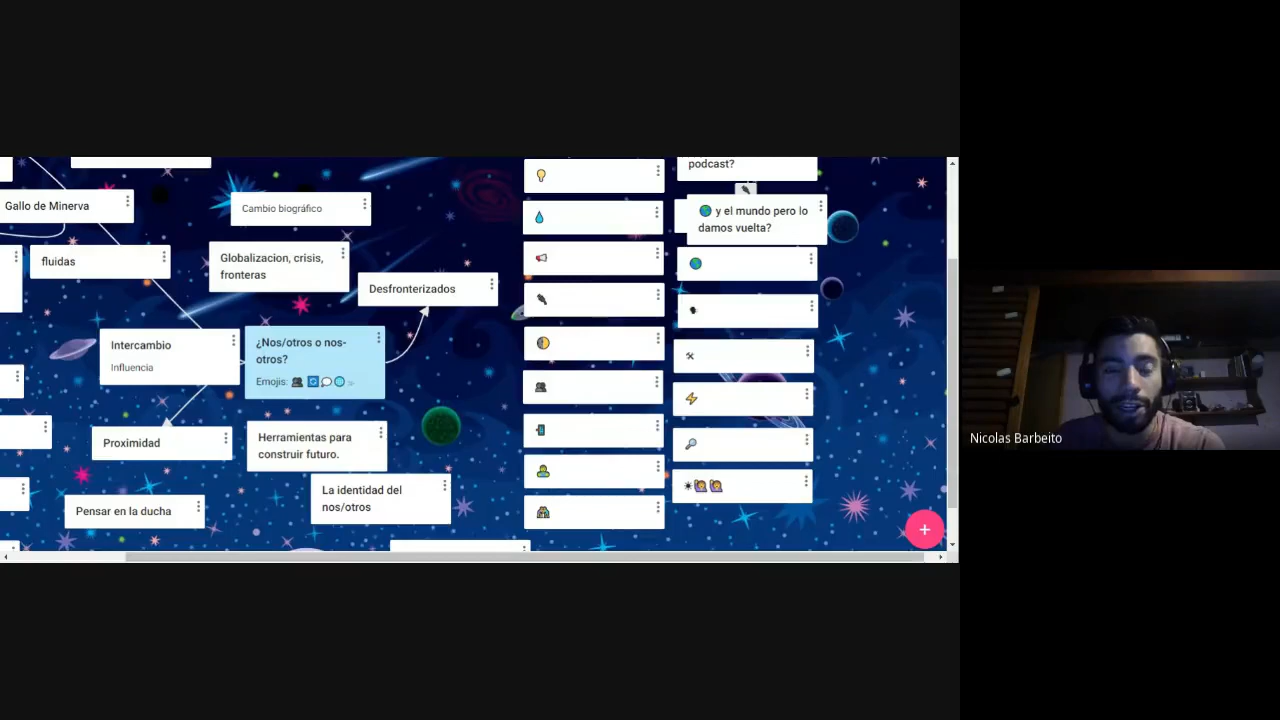 podcast?
Gallo de Minerva
Cambio biográfico
🌎 y el mundo pero lo
damos vuelta?
fluidas
Globalizacion, crisis,
fronteras
Desfronterizados
Intercambio
Influencia
¿Nos/otros o nos-
otros?
Emojis:
Proximidad
Herramientas para
construir futuro.
La identidad del
nos/otros
Pensar en la ducha
Nicolas Barbeito